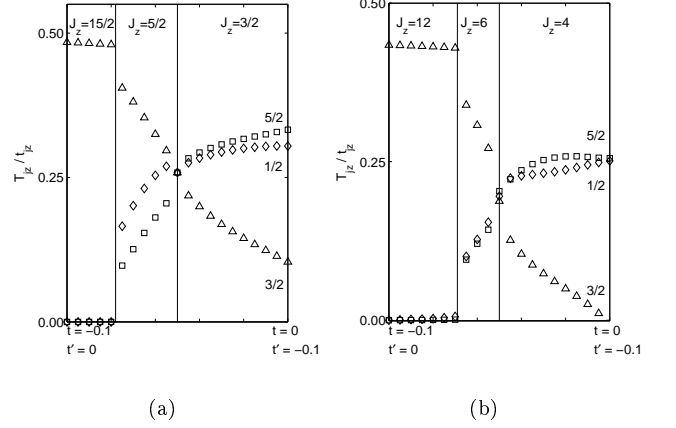 0.50
J_z=15/2 J_z=5/2 J_z=3/2
5/2
1/2
0.25
T_jz / t_jz
3/2
0.00
t = −0.1 t = 0
t′ = 0 t′ = −0.1
(a)
0.50
J_z=12 J_z=6 J_z=4
5/2
1/2
0.25
T_jz / t_jz
3/2
0.00
t = −0.1 t = 0
t′ = 0 t′ = −0.1
(b)